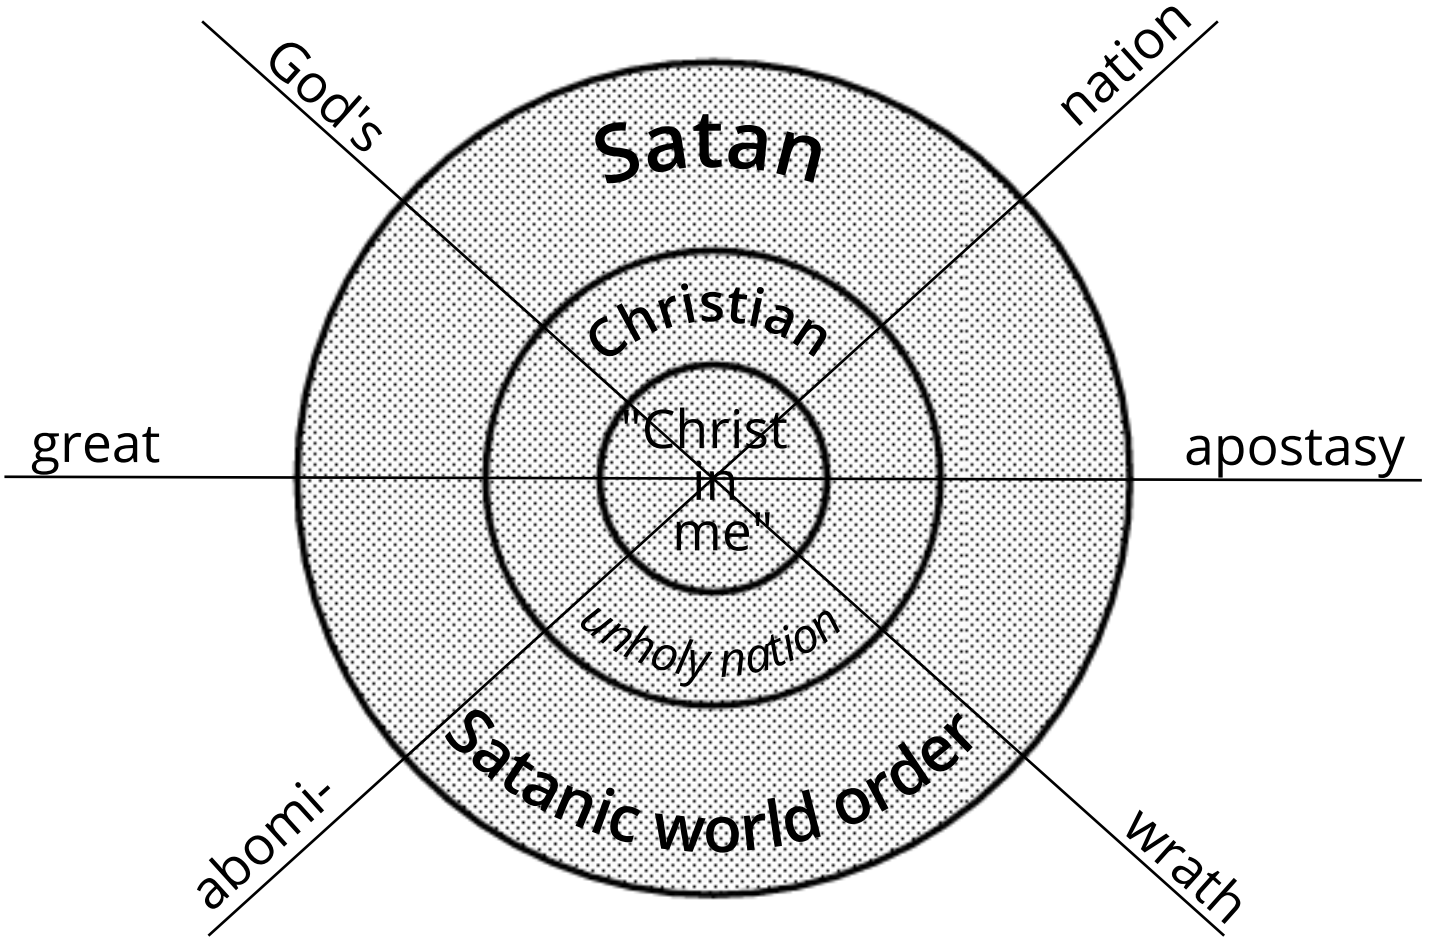 God's
nation
Satan
Christian
great
"Christ
in
me"
apostasy
unholy nation
Satanic world order
abomi-
wrath